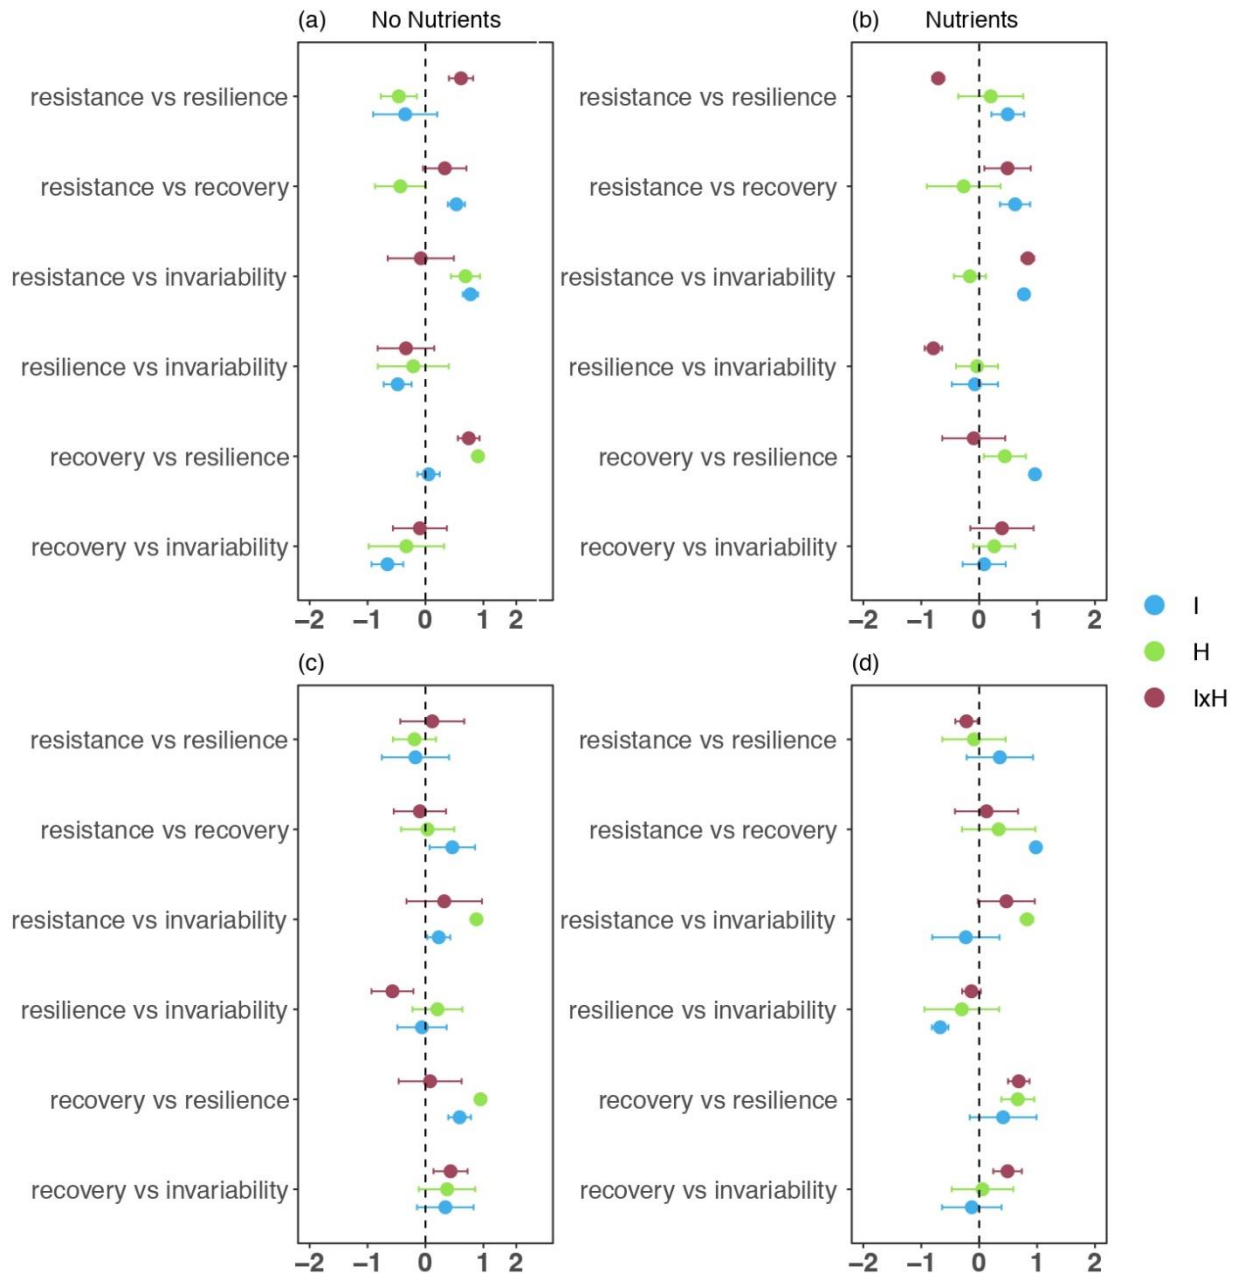 (a) No Nutrients
resistance vs resilience
resistance vs recovery
resistance vs invariability
resilience vs invariability
recovery vs resilience
recovery vs invariability
−2 −1 0 1 2
(b) Nutrients
resistance vs resilience
resistance vs recovery
resistance vs invariability
resilience vs invariability
recovery vs resilience
recovery vs invariability
−2 −1 0 1 2
I
H
IxH
(c)
resistance vs resilience
resistance vs recovery
resistance vs invariability
resilience vs invariability
recovery vs resilience
recovery vs invariability
−2 −1 0 1 2
(d)
resistance vs resilience
resistance vs recovery
resistance vs invariability
resilience vs invariability
recovery vs resilience
recovery vs invariability
−2 −1 0 1 2